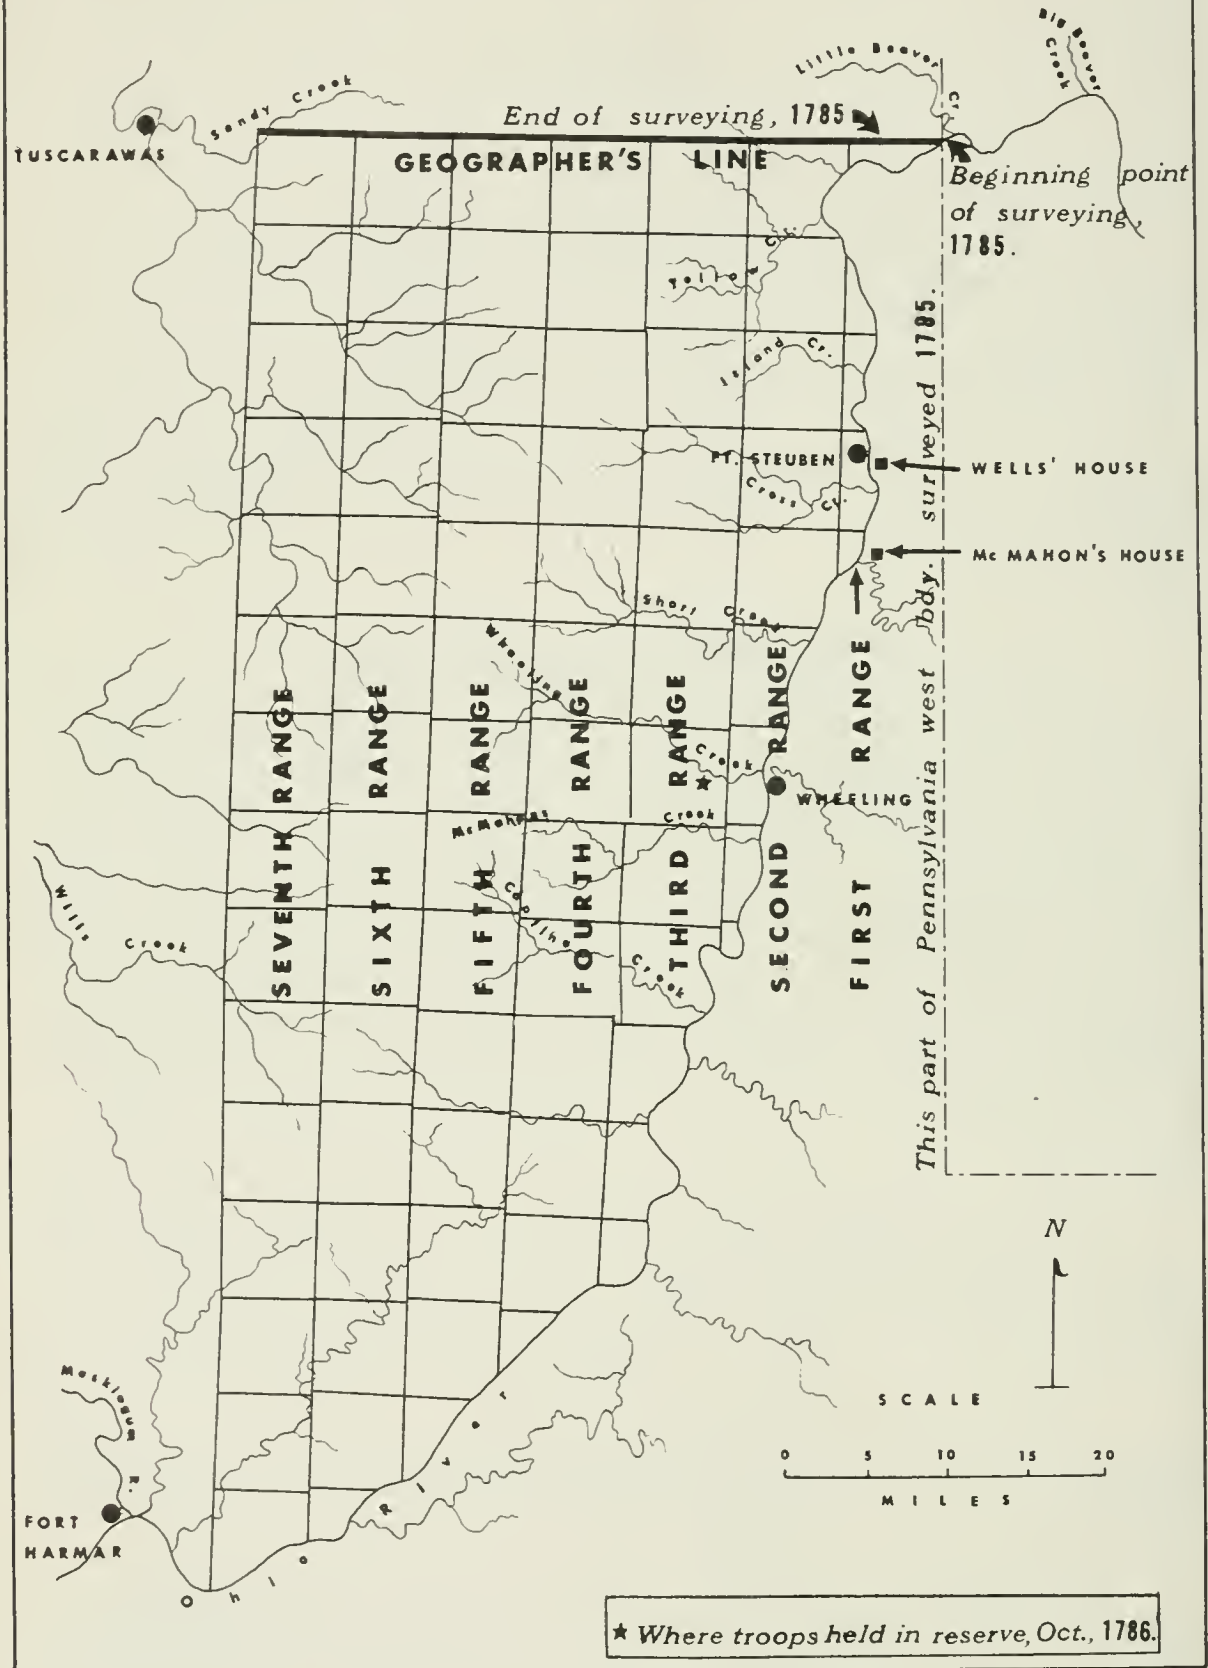 Big Beaver
Creek
Little Beaver
Cr.
Sandy Creek
End of surveying, 1785
TUSCARAWAS
GEOGRAPHER'S LINE
Beginning point
of surveying,
1785.
Yellow Cr.
Island Cr.
FT. STEUBEN
WELLS' HOUSE
Cross Cr.
Mc MAHON'S HOUSE
Short Creek
Wheeling
Creek
★
WHEELING
McMahons Creek
Captina
Creek
Wills
Creek
SEVENTH RANGE
SIXTH RANGE
FIFTH RANGE
FOURTH RANGE
THIRD RANGE
SECOND RANGE
FIRST RANGE
This part of Pennsylvania west bdy. surveyed 1785.
N
SCALE
0 5 10 15 20
MILES
Muskingum R.
FORT
HARMAR
Ohio River
★ Where troops held in reserve, Oct., 1786.